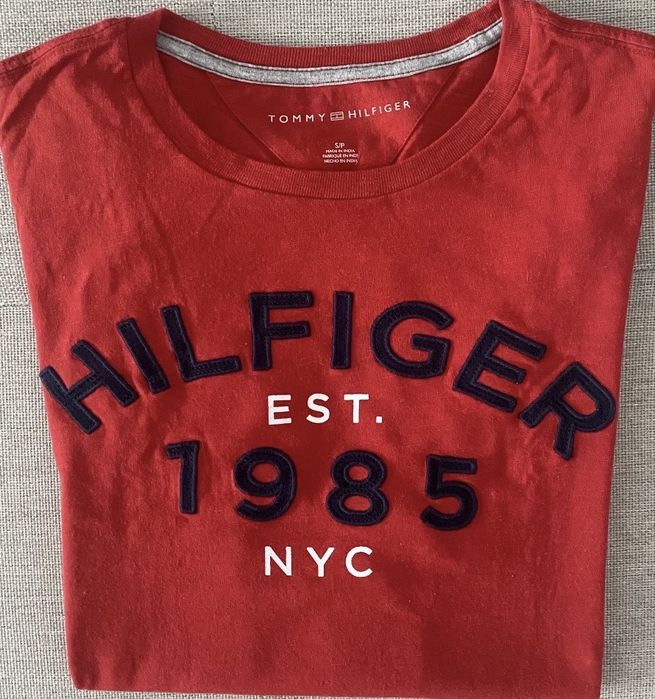 TOMMY HILFIGER
S/P
MADE IN INDIA
FABRIQUÉ EN INDE
HECHO EN INDIA
HILFIGER
EST.
1985
NYC